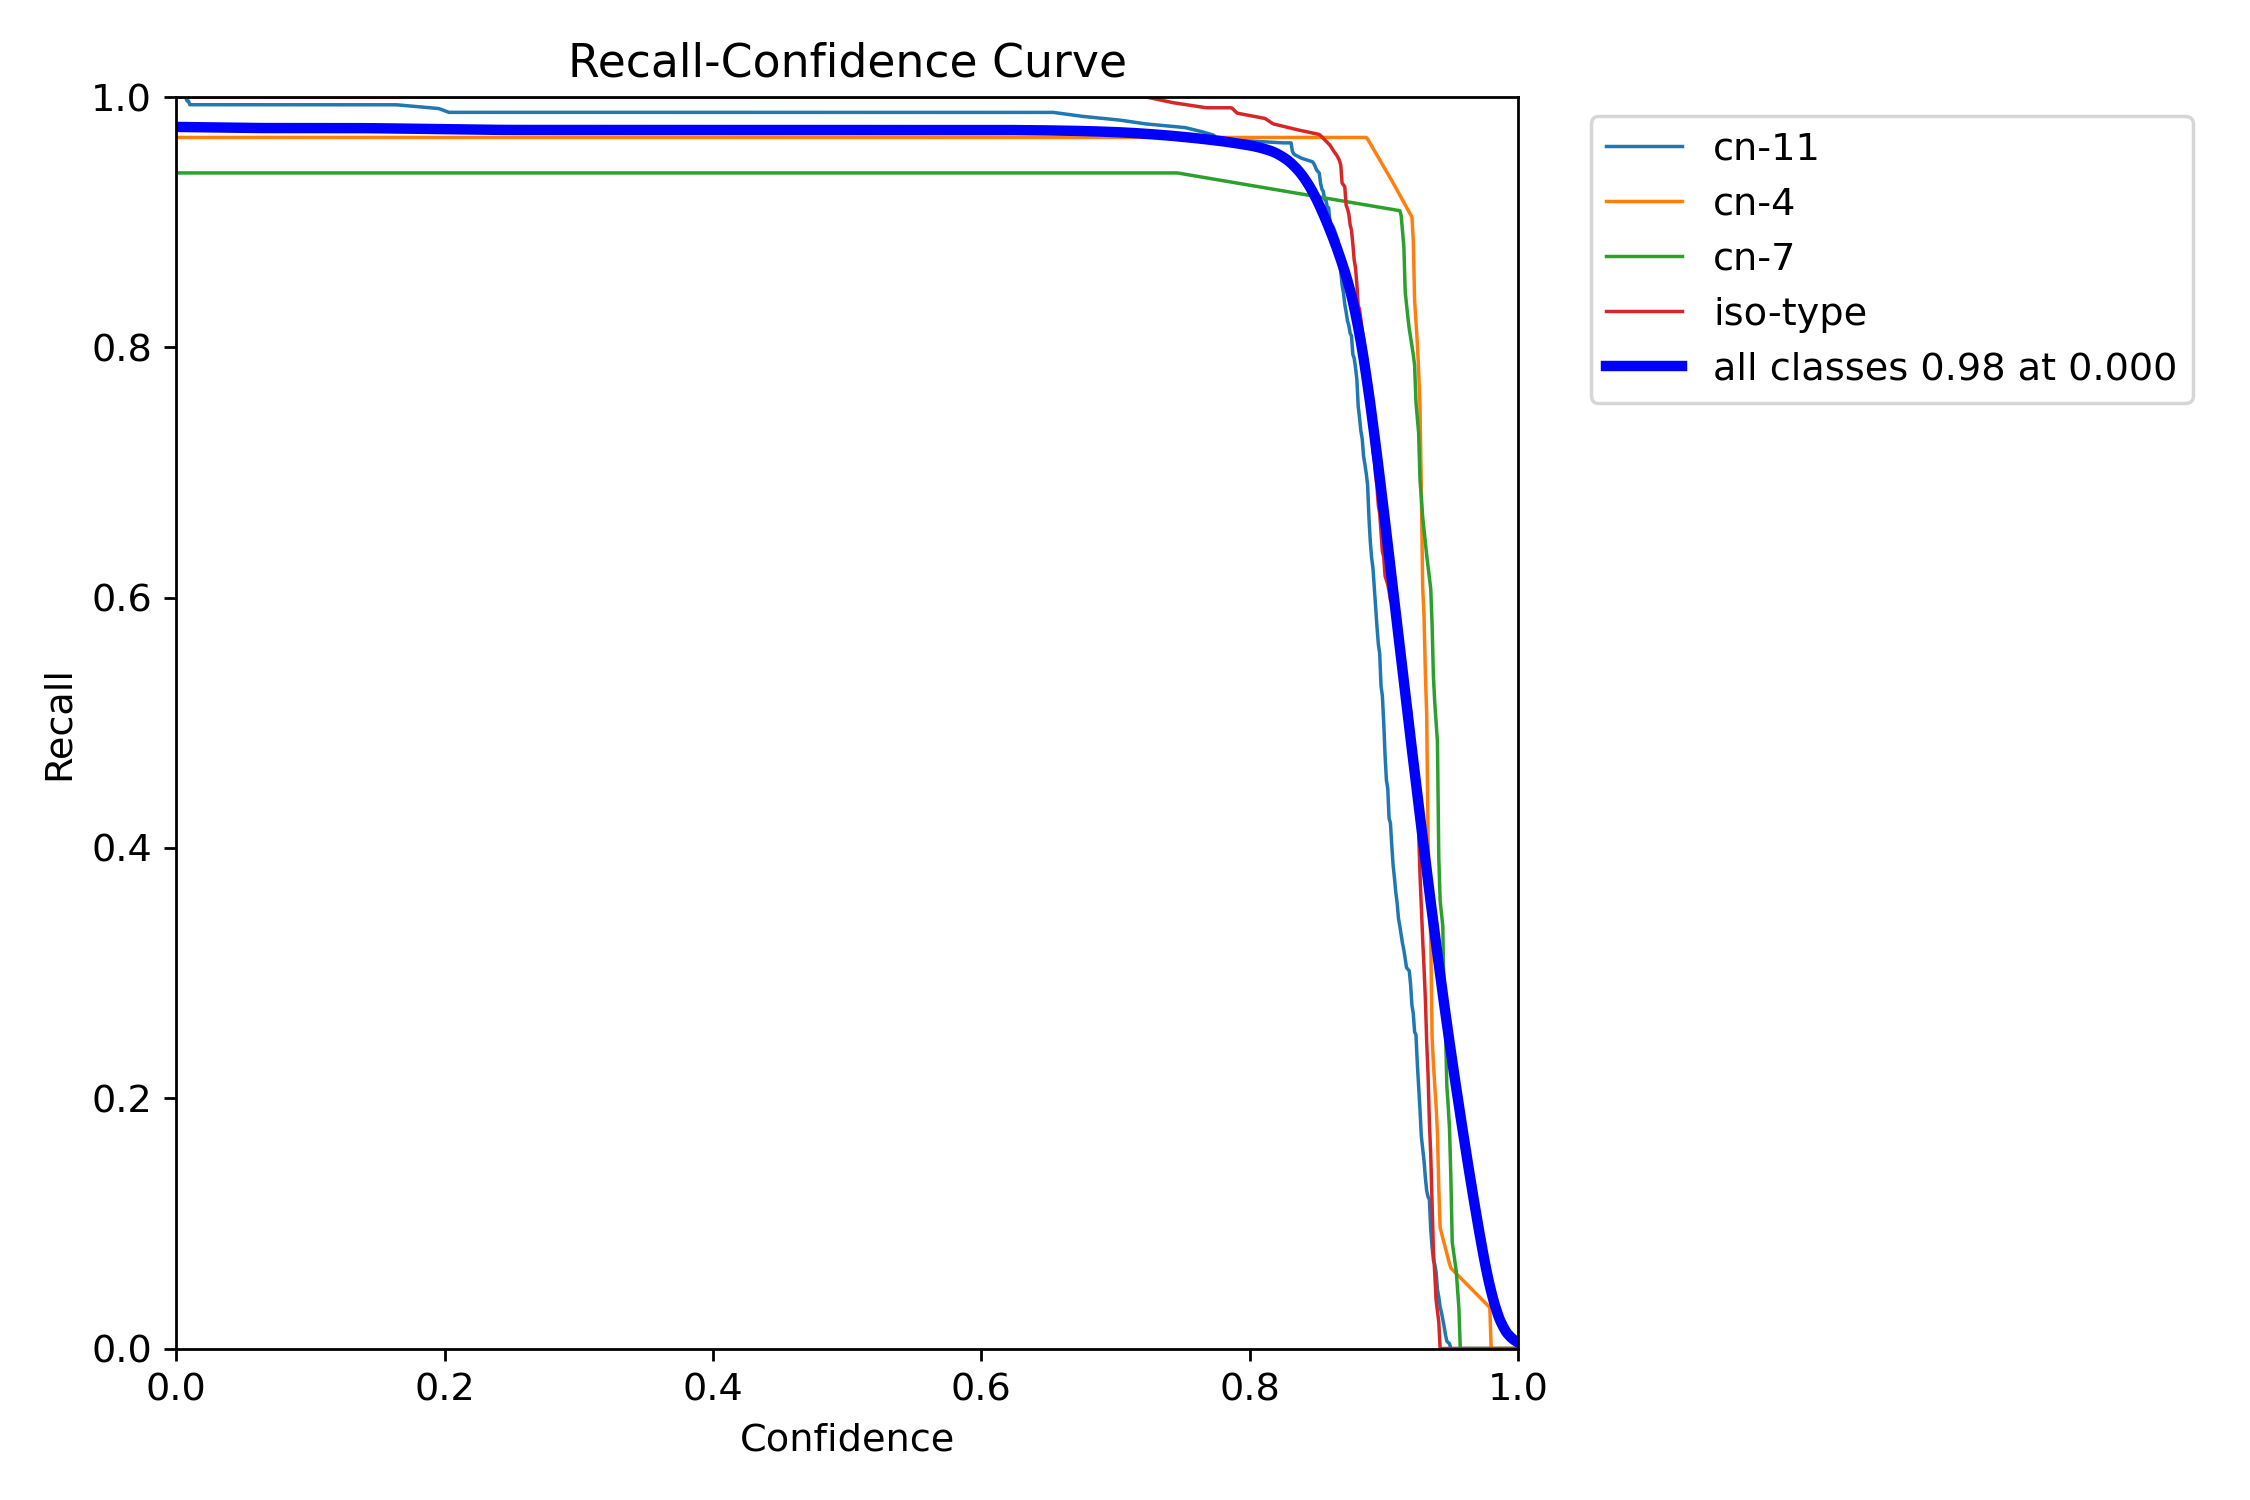 Recall-Confidence Curve
1.0
0.8
0.6
0.4
0.2
0.0
Recall
0.0 0.2 0.4 0.6 0.8 1.0
Confidence
cn-11
cn-4
cn-7
iso-type
all classes 0.98 at 0.000